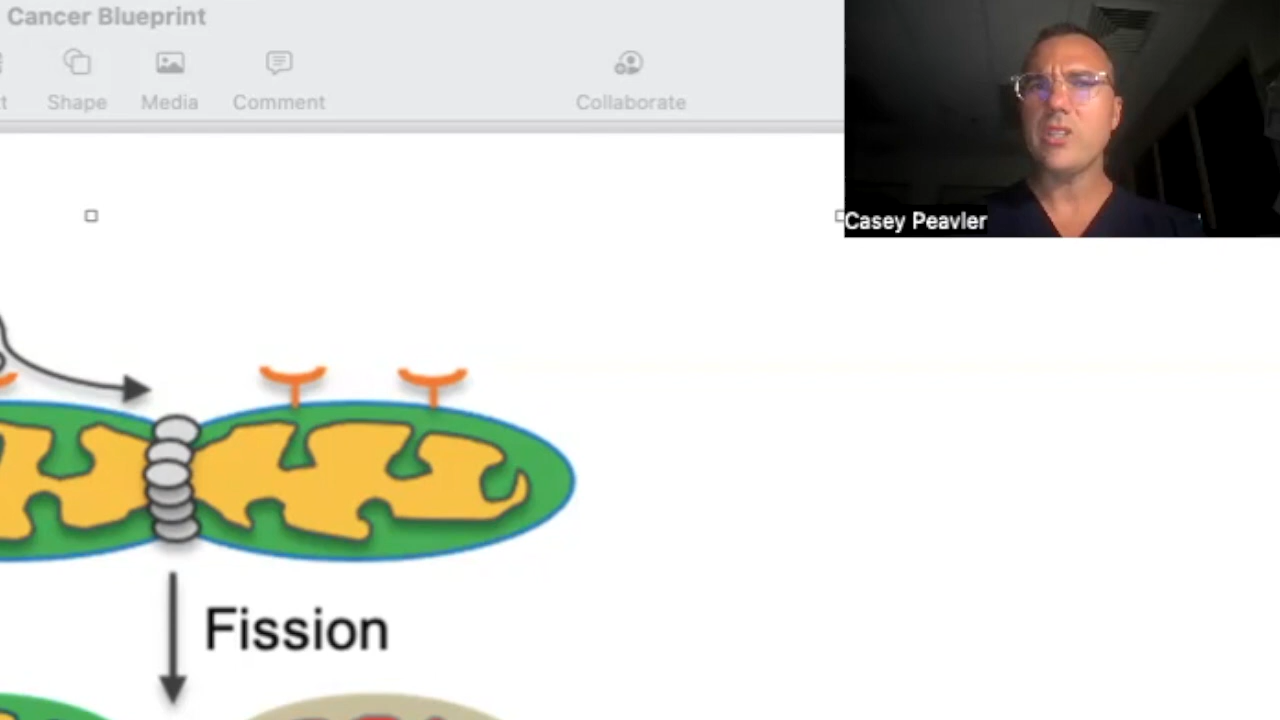 Cancer Blueprint
t
Shape
Media
Comment
Collaborate
Casey Peavler
Fission